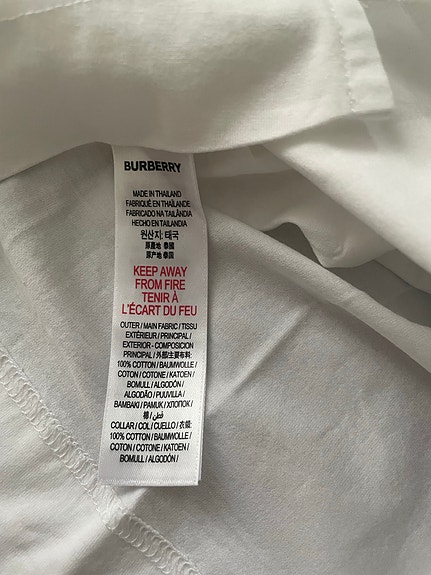 BURBERRY
MADE IN THAILAND
FABRIQUÉ EN THAÏLANDE
FABRICADO NA TAILÂNDIA
HECHO EN TAILANDIA
원산지: 태국
原產地 泰國
原产地 泰国
KEEP AWAY
FROM FIRE
TENIR À
L'ÉCART DU FEU
OUTER / MAIN FABRIC / TISSU
EXTÉRIEUR / PRINCIPAL /
EXTERIOR - COMPOSICION
PRINCIPAL / 外部/主要布料:
100% COTTON / BAUMWOLLE /
COTON / COTONE / KATOEN /
BOMULL / ALGODÓN /
ALGODÃO / PUUVILLA /
BAMBAKI / PAMUK / ХЛОПОК /
棉 / قطن /
COLLAR / COL / CUELLO / 衣領:
100% COTTON / BAUMWOLLE /
COTON / COTONE / KATOEN /
BOMULL / ALGODÓN /